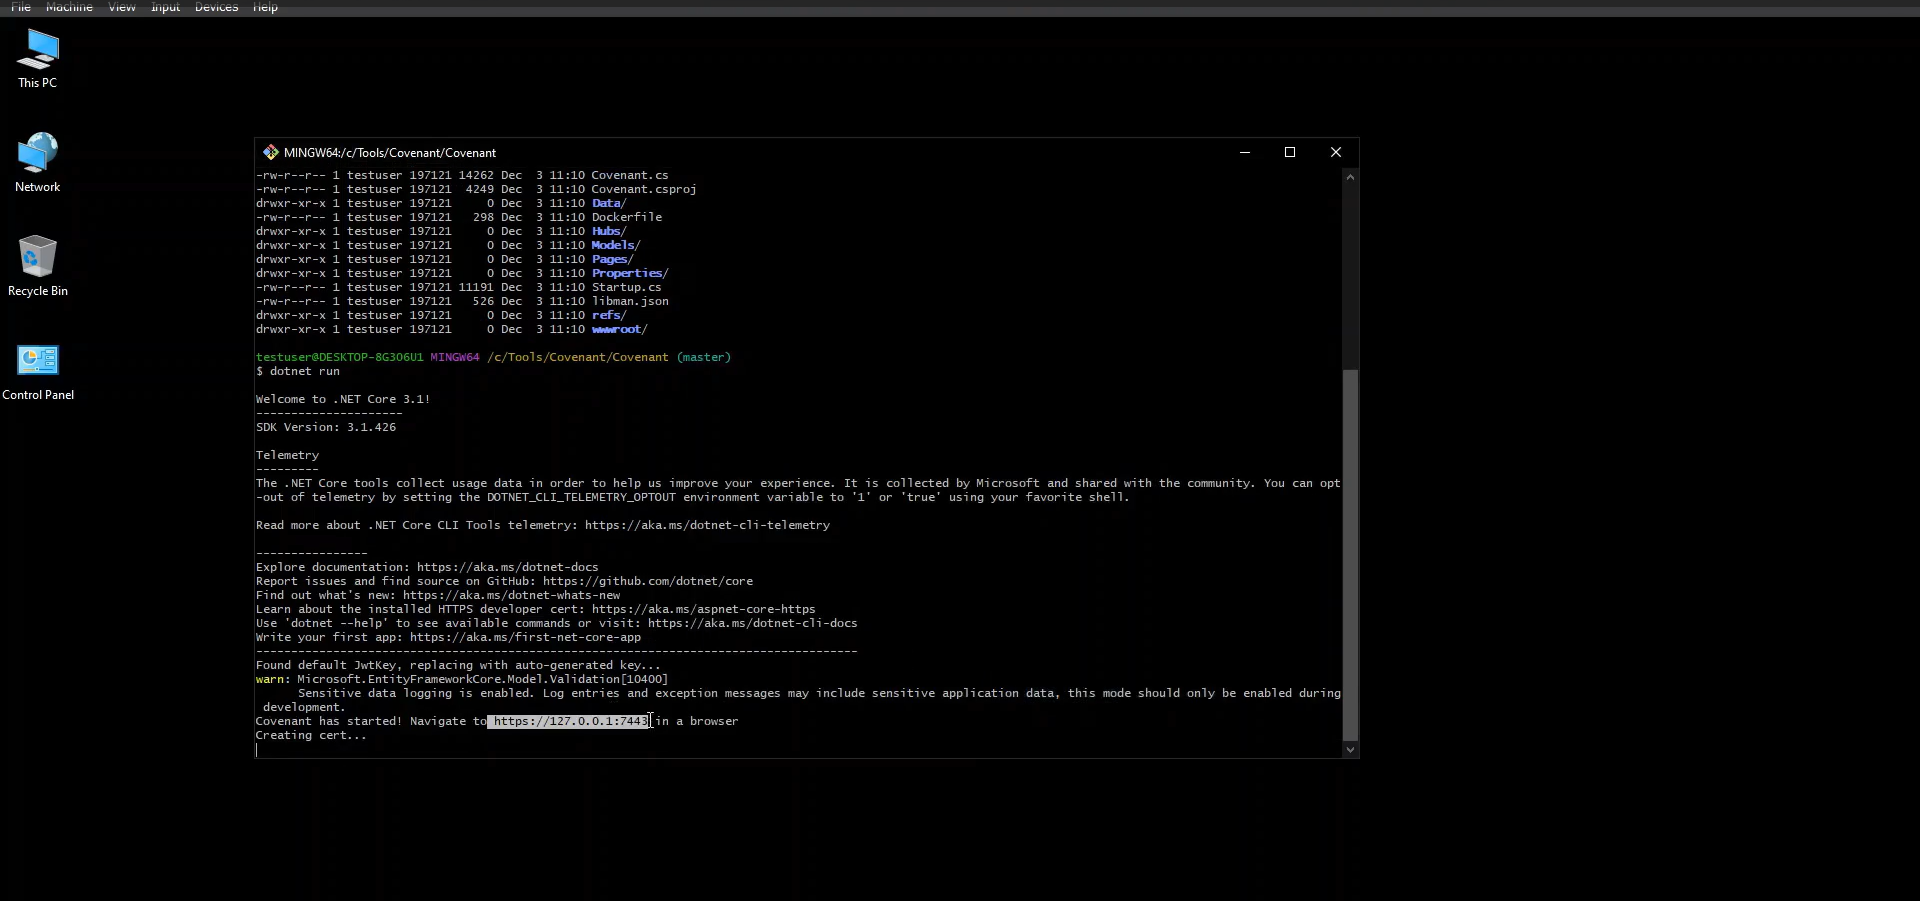 File Machine View Input Devices Help
This PC
Network
Recycle Bin
Control Panel
MINGW64:/c/Tools/Covenant/Covenant
-rw-r--r-- 1 testuser 197121 14262 Dec  3 11:10 Covenant.cs
-rw-r--r-- 1 testuser 197121  4249 Dec  3 11:10 Covenant.csproj
drwxr-xr-x 1 testuser 197121     0 Dec  3 11:10 Data/
-rw-r--r-- 1 testuser 197121   298 Dec  3 11:10 Dockerfile
drwxr-xr-x 1 testuser 197121     0 Dec  3 11:10 Hubs/
drwxr-xr-x 1 testuser 197121     0 Dec  3 11:10 Models/
drwxr-xr-x 1 testuser 197121     0 Dec  3 11:10 Pages/
drwxr-xr-x 1 testuser 197121     0 Dec  3 11:10 Properties/
-rw-r--r-- 1 testuser 197121 11191 Dec  3 11:10 Startup.cs
-rw-r--r-- 1 testuser 197121   526 Dec  3 11:10 libman.json
drwxr-xr-x 1 testuser 197121     0 Dec  3 11:10 refs/
drwxr-xr-x 1 testuser 197121     0 Dec  3 11:10 wwwroot/
testuser@DESKTOP-8G3O6U1 MINGW64 /c/Tools/Covenant/Covenant (master)
$ dotnet run
Welcome to .NET Core 3.1!
---------------------
SDK Version: 3.1.426
Telemetry
---------
The .NET Core tools collect usage data in order to help us improve your experience. It is collected by Microsoft and shared with the community. You can opt
-out of telemetry by setting the DOTNET_CLI_TELEMETRY_OPTOUT environment variable to '1' or 'true' using your favorite shell.
Read more about .NET Core CLI Tools telemetry: https://aka.ms/dotnet-cli-telemetry
----------------
Explore documentation: https://aka.ms/dotnet-docs
Report issues and find source on GitHub: https://github.com/dotnet/core
Find out what's new: https://aka.ms/dotnet-whats-new
Learn about the installed HTTPS developer cert: https://aka.ms/aspnet-core-https
Use 'dotnet --help' to see available commands or visit: https://aka.ms/dotnet-cli-docs
Write your first app: https://aka.ms/first-net-core-app
--------------------------------------------------------------------------------------
Found default JwtKey, replacing with auto-generated key...
warn: Microsoft.EntityFrameworkCore.Model.Validation[10400]
      Sensitive data logging is enabled. Log entries and exception messages may include sensitive application data, this mode should only be enabled during
 development.
Covenant has started! Navigate to https://127.0.0.1:7443 in a browser
Creating cert...